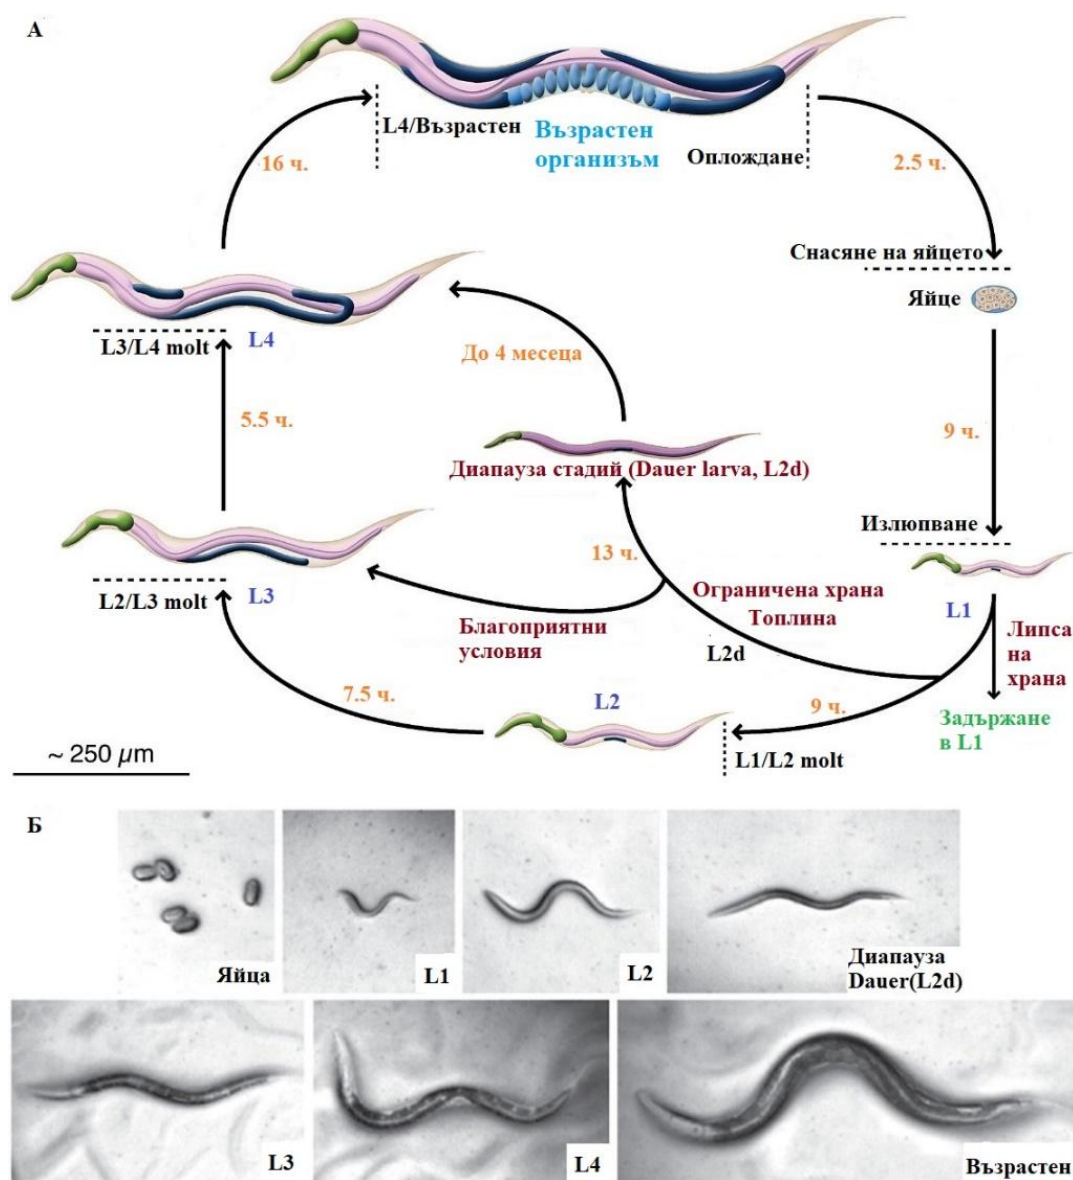 А
L4/Възрастен
Възрастен
организъм
Оплождане
16 ч.
2.5 ч.
Снасяне на яйцето
Яйце
L3/L4 molt
L4
До 4 месеца
5.5 ч.
9 ч.
Диапауза стадий (Dauer larva, L2d)
Излюпване
13 ч.
L2/L3 molt
L3
Ограничена храна
Топлина
L1
Благоприятни
условия
L2d
Липса
на
храна
7.5 ч.
L2
9 ч.
Задържане
в L1
L1/L2 molt
~ 250 µm
Б
Яйца
L1
L2
Диапауза
Dauer(L2d)
L3
L4
Възрастен